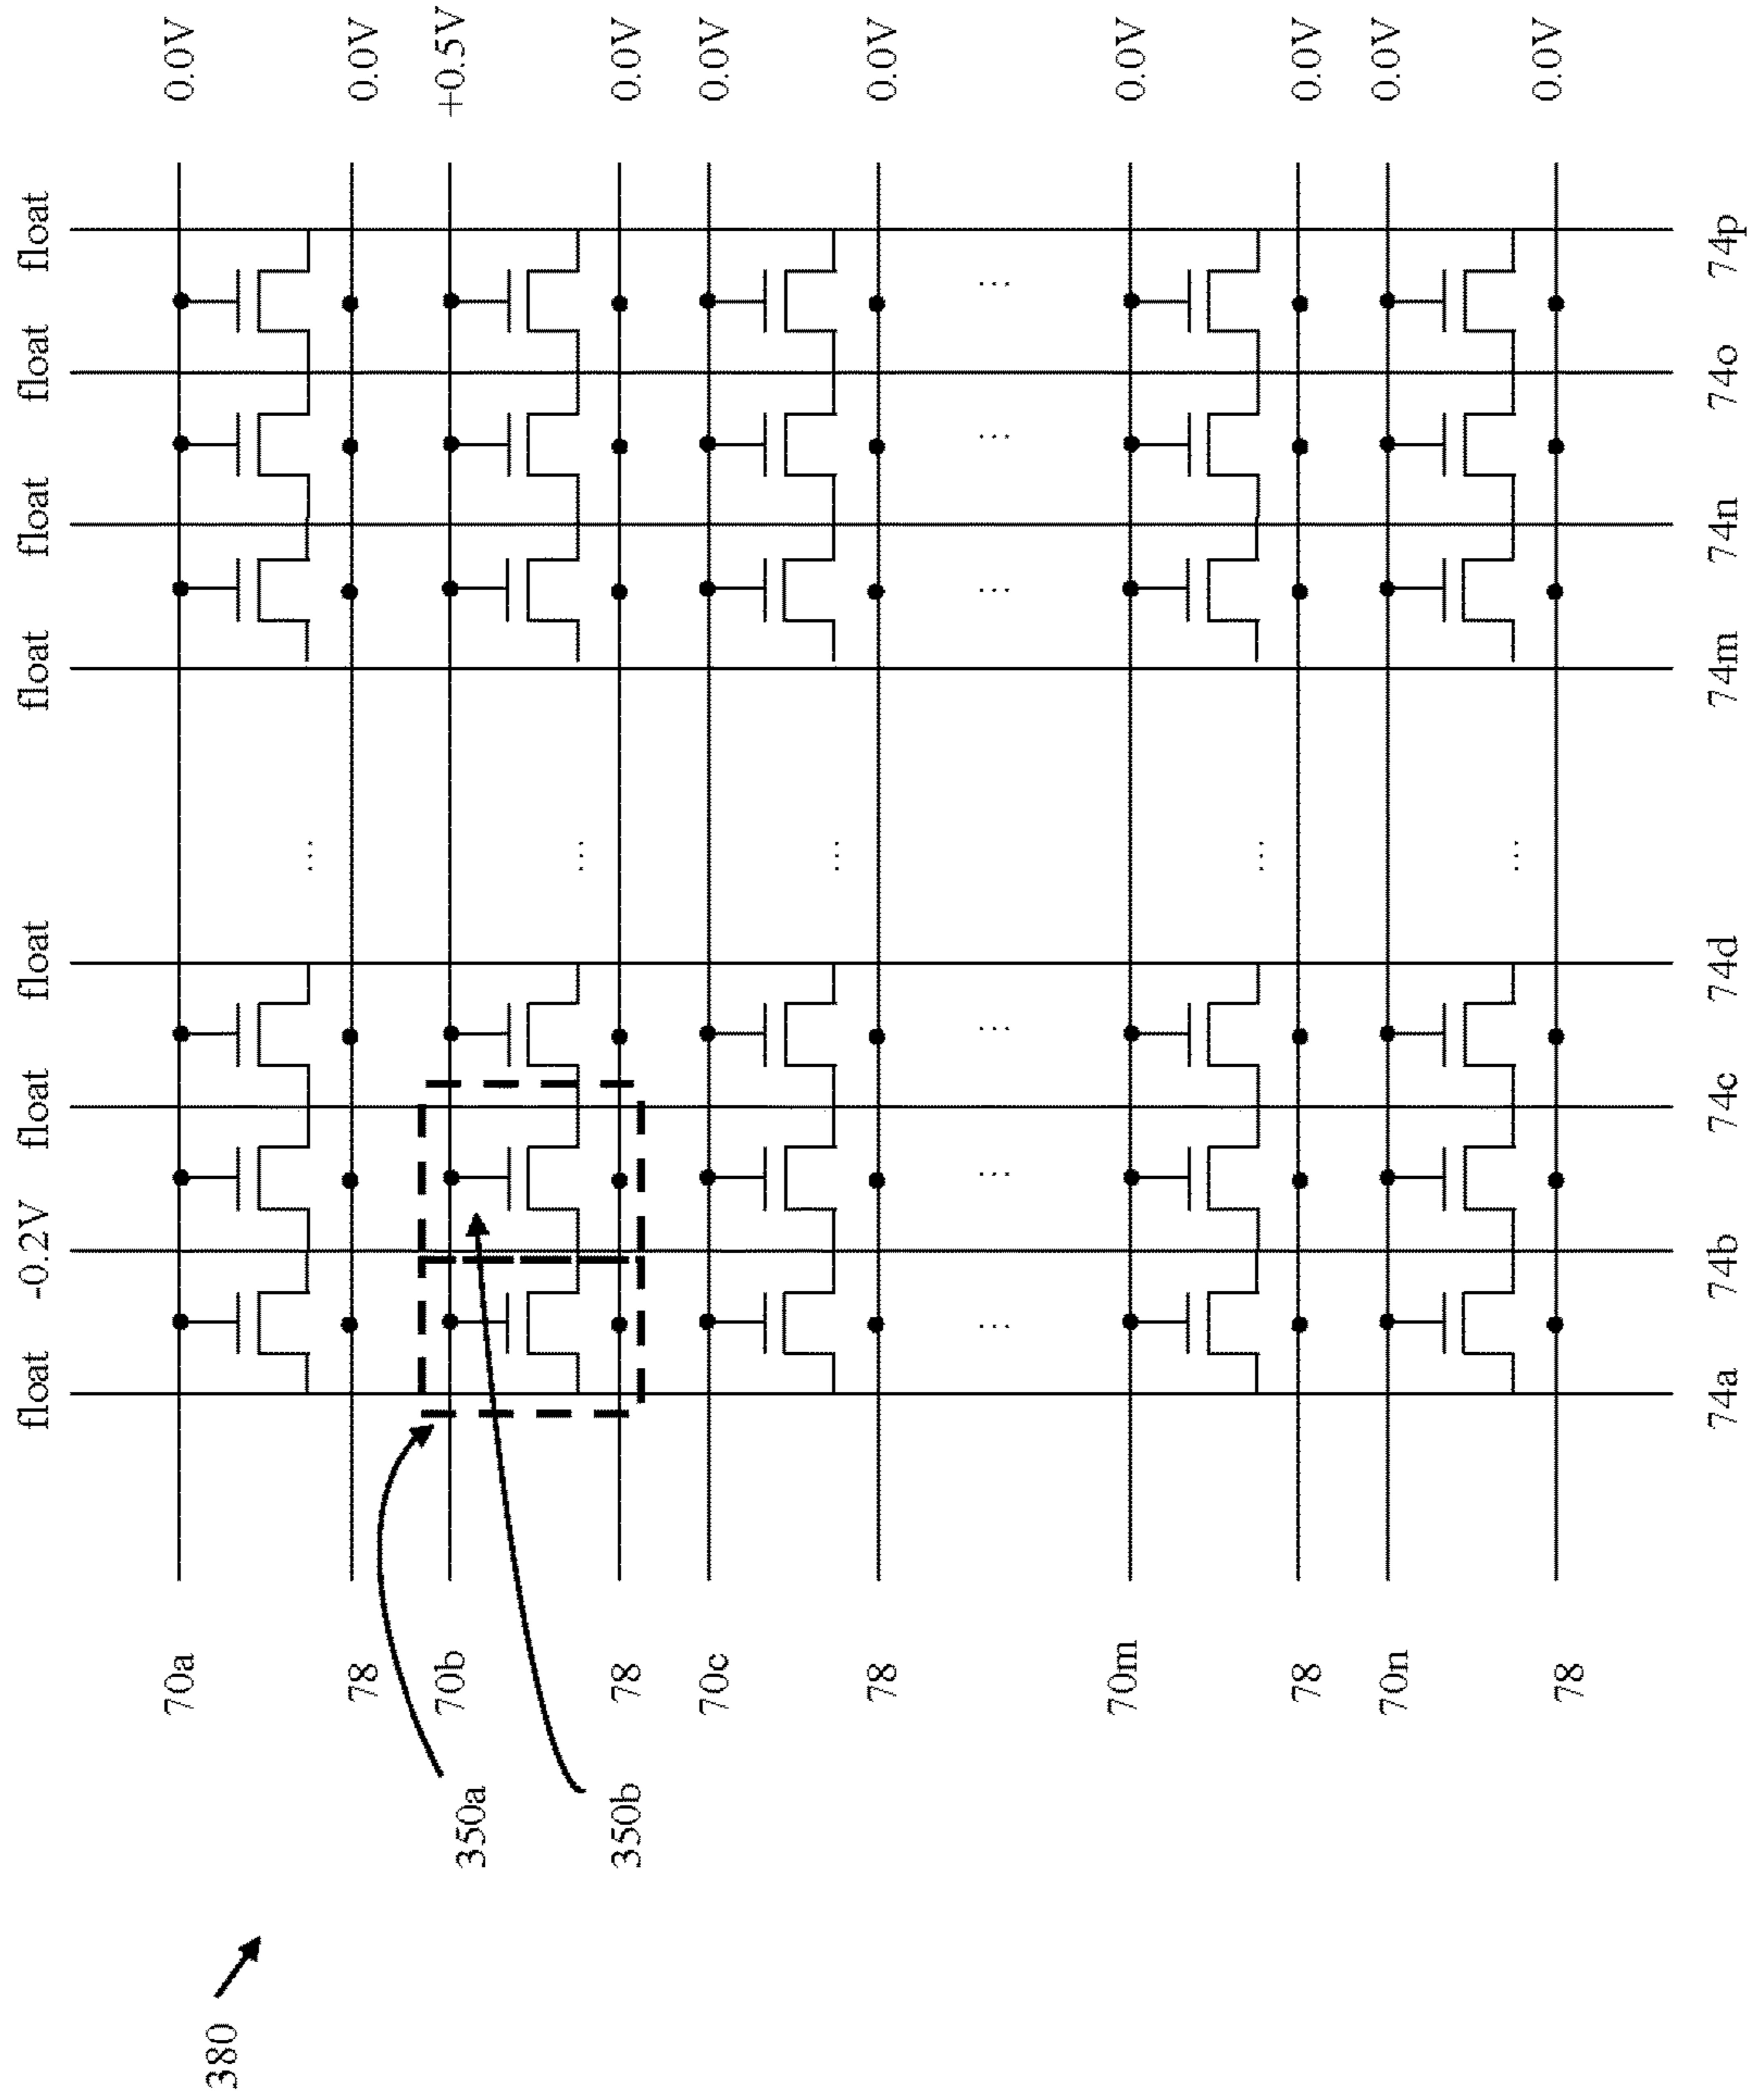 float -0.2V float float float float float float
70a 0.0V
380
78 0.0V
70b +0.5V
350a
78 0.0V
350b
70c 0.0V
... ... ... ... ... ...
78 0.0V
... ... ... ... ... ...
70m 0.0V
78 0.0V
70n 0.0V
78 0.0V
74a 74b 74c 74d 74m 74n 74o 74p